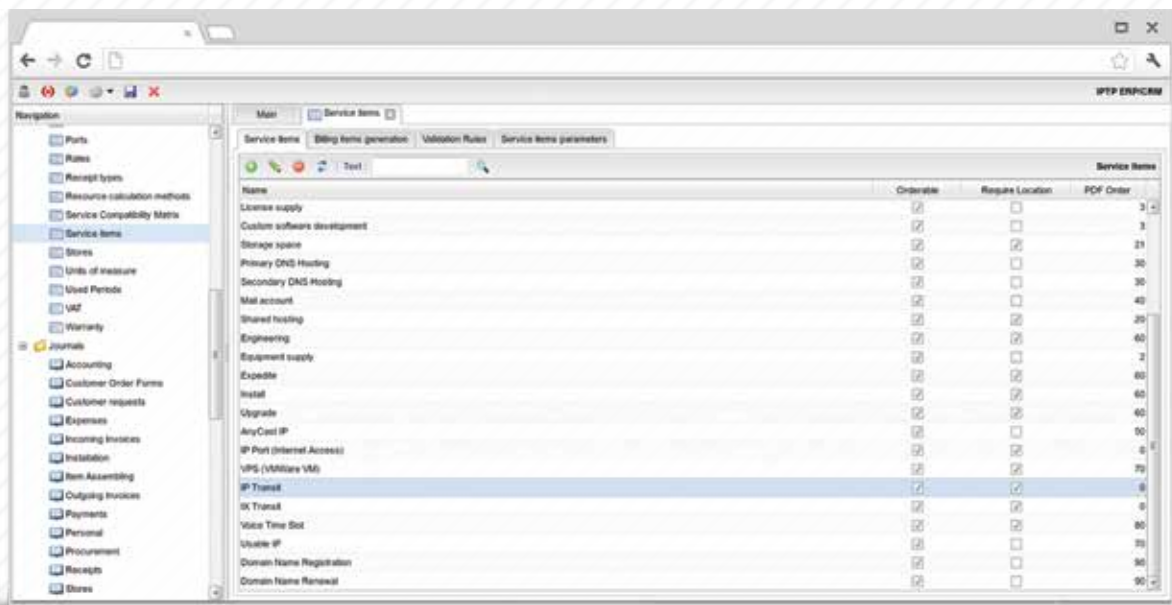 IPTP ERP/CRM
Navigation
Ports
Rates
Receipt types
Resource calculation methods
Service Compatibility Matrix
Service items
Stores
Units of measure
Used Periods
VAT
Warranty
Journals
Accounting
Customer Order Forms
Customer requests
Expenses
Incoming Invoices
Installation
Item Assembling
Outgoing Invoices
Payments
Personal
Procurement
Receipts
Stores
Main Service items
Service items Billing items generation Validation Rules Service items parameters
Text: Service items
Name Orderable Require Location PDF Order
License supply 3
Custom software development 3
Storage space 21
Primary DNS Hosting 30
Secondary DNS Hosting 30
Mail account 40
Shared hosting 20
Engineering 60
Equipment supply 2
Expedite 60
Install 60
Upgrade 60
AnyCast IP 50
IP Port (Internet Access) 0
VPS (VMWare VM) 70
IP Transit 0
IX Transit 0
Voice Time Slot 80
Usable IP 70
Domain Name Registration 90
Domain Name Renewal 90